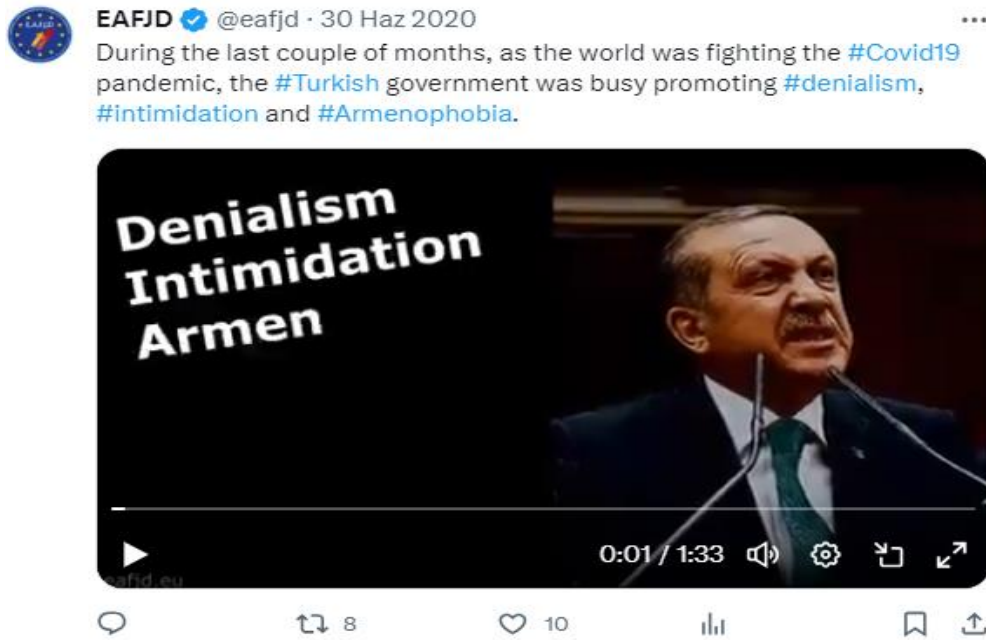 EAFJD @eafjd · 30 Haz 2020
During the last couple of months, as the world was fighting the #Covid19
pandemic, the #Turkish government was busy promoting #denialism,
#intimidation and #Armenophobia.
Denialism
Intimidation
Armen
0:01 / 1:33
eafjd.eu
8
10